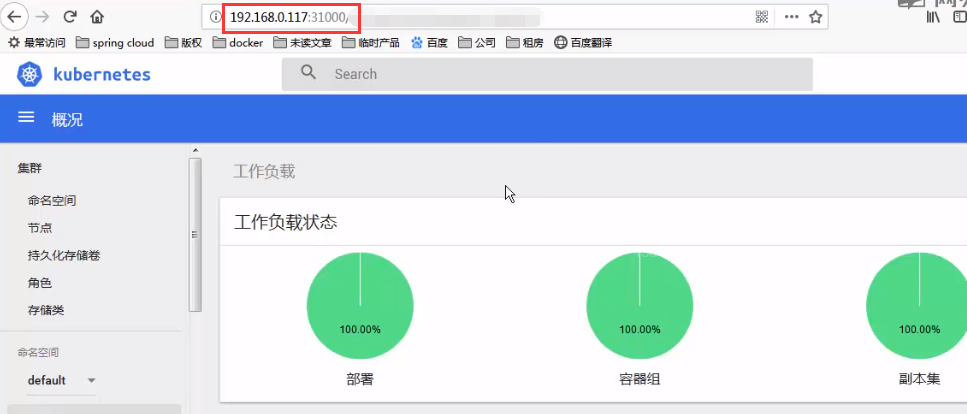 192.168.0.117:31000/
最常访问 spring cloud 版权 docker 未读文章 临时产品 百度 公司 租房 百度翻译
kubernetes Search
概况
集群
命名空间
节点
持久化存储卷
角色
存储类
命名空间
default
工作负载
工作负载状态
100.00% 100.00% 100.00%
部署 容器组 副本集